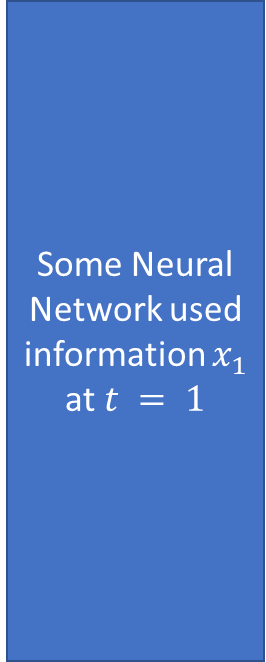 Some Neural
Network used
information x₁
at t = 1